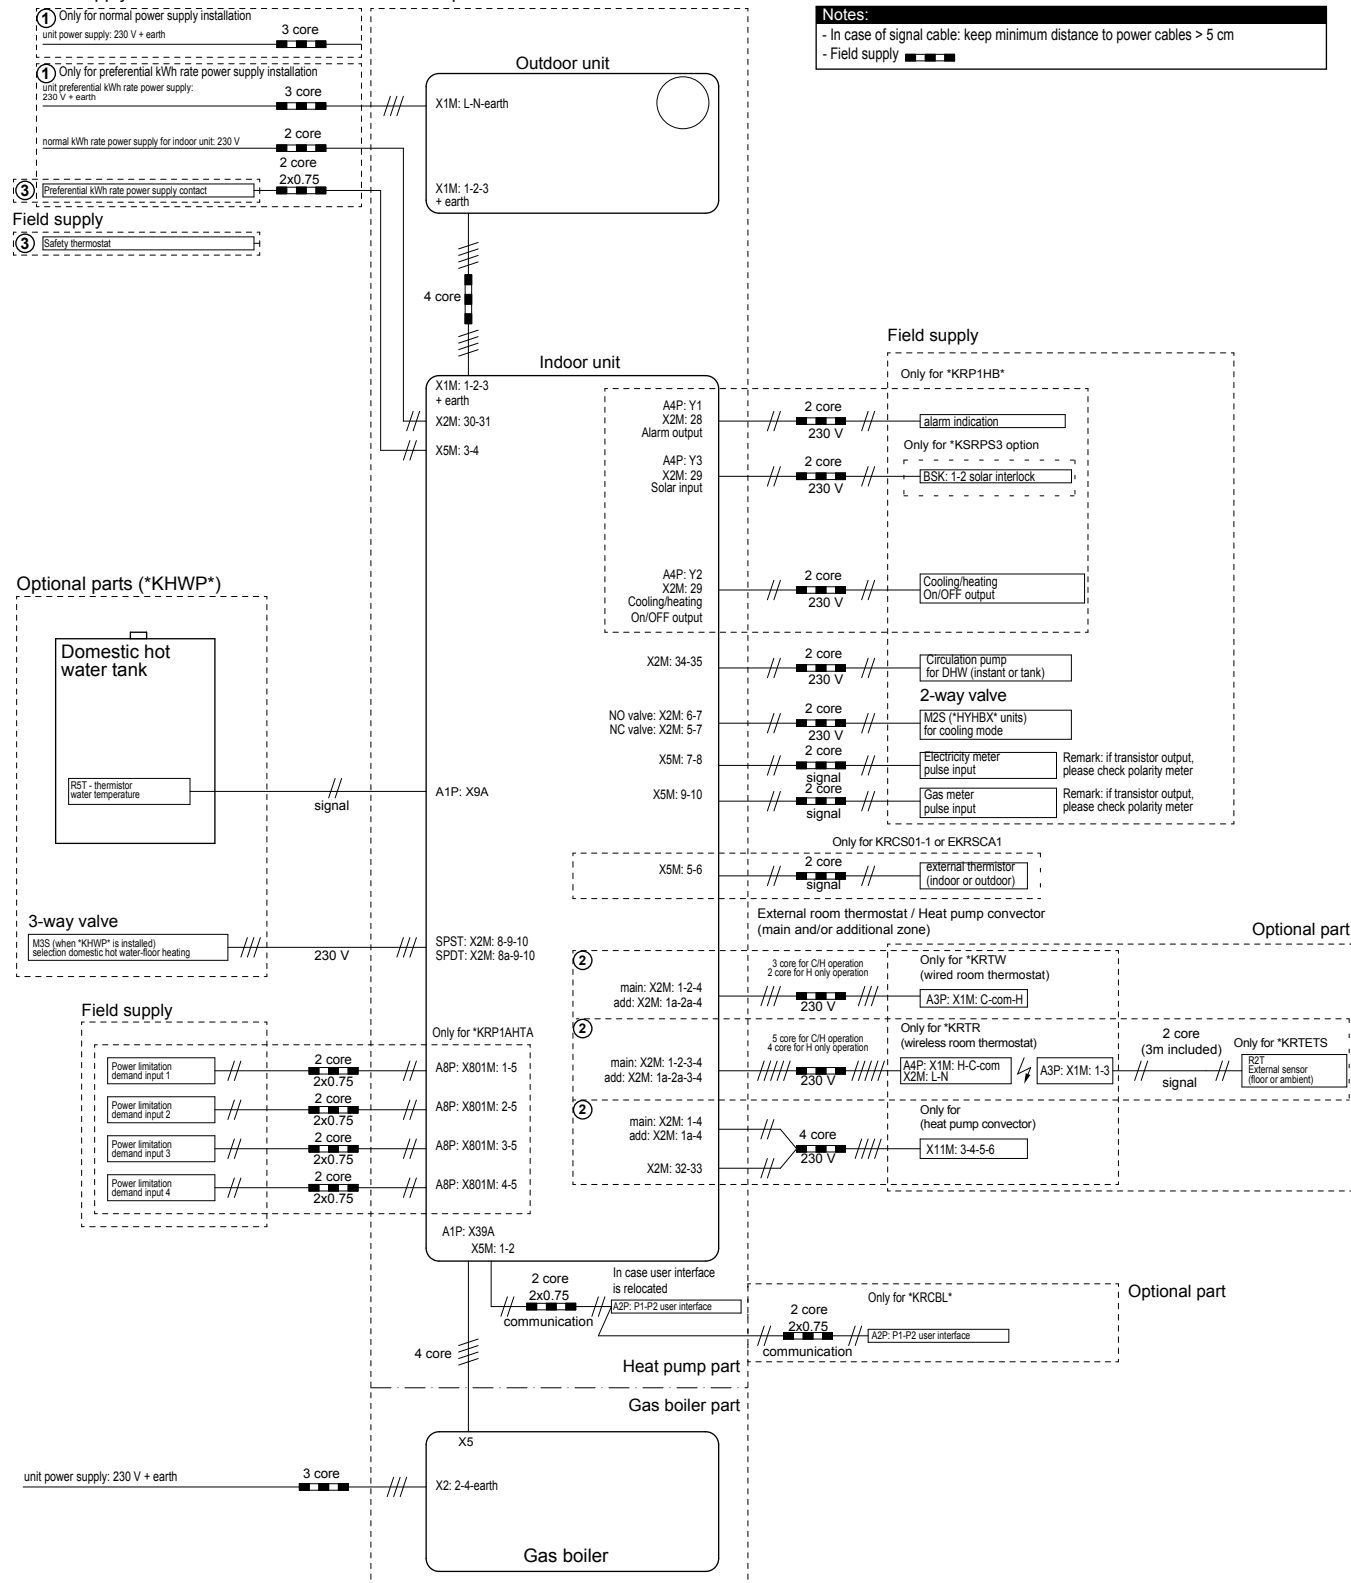 ① Only for normal power supply installation
unit power supply: 230 V + earth
3 core
① Only for preferential kWh rate power supply installation
unit preferential kWh rate power supply:
230 V + earth
3 core
normal kWh rate power supply for indoor unit: 230 V
2 core
2 core
2x0.75
③ Preferential kWh rate power supply contact
Field supply
③ Safety thermostat
Notes:
- In case of signal cable: keep minimum distance to power cables > 5 cm
- Field supply
Outdoor unit
X1M: L-N-earth
X1M: 1-2-3
+ earth
4 core
Indoor unit
X1M: 1-2-3
+ earth
X2M: 30-31
X5M: 3-4
Field supply
Only for *KRP1HB*
A4P: Y1
X2M: 28
Alarm output
2 core
230 V
alarm indication
Only for *KSRPS3 option
A4P: Y3
X2M: 29
Solar input
2 core
230 V
BSK: 1-2 solar interlock
A4P: Y2
X2M: 29
Cooling/heating
On/OFF output
2 core
230 V
Cooling/heating
On/OFF output
X2M: 34-35
2 core
230 V
Circulation pump
for DHW (instant or tank)
2-way valve
NO valve: X2M: 6-7
NC valve: X2M: 5-7
2 core
230 V
M2S (*HYHBX* units)
for cooling mode
X5M: 7-8
2 core
signal
Electricity meter
pulse input
Remark: if transistor output,
please check polarity meter
X5M: 9-10
2 core
signal
Gas meter
pulse input
Remark: if transistor output,
please check polarity meter
Only for KRCS01-1 or EKRSCA1
X5M: 5-6
2 core
signal
external thermistor
(indoor or outdoor)
Optional parts (*KHWP*)
Domestic hot
water tank
R5T - thermistor
water temperature
signal
A1P: X9A
3-way valve
M3S (when *KHWP* is installed)
selection domestic hot water-floor heating
230 V
SPST: X2M: 8-9-10
SPDT: X2M: 8a-9-10
External room thermostat / Heat pump convector
(main and/or additional zone)
Optional part
②
main: X2M: 1-2-4
add: X2M: 1a-2a-4
3 core for C/H operation
2 core for H only operation
230 V
Only for *KRTW
(wired room thermostat)
A3P: X1M: C-com-H
②
main: X2M: 1-2-3-4
add: X2M: 1a-2a-3-4
5 core for C/H operation
4 core for H only operation
230 V
Only for *KRTR
(wireless room thermostat)
A4P: X1M: H-C-com
X2M: L-N
A3P: X1M: 1-3
2 core
(3m included)
signal
Only for *KRTETS
R2T
External sensor
(floor or ambient)
②
main: X2M: 1-4
add: X2M: 1a-4
X2M: 32-33
4 core
230 V
Only for
(heat pump convector)
X11M: 3-4-5-6
Field supply
Only for *KRP1AHTA
Power limitation
demand input 1
2 core
2x0.75
A8P: X801M: 1-5
Power limitation
demand input 2
2 core
2x0.75
A8P: X801M: 2-5
Power limitation
demand input 3
2 core
2x0.75
A8P: X801M: 3-5
Power limitation
demand input 4
2 core
2x0.75
A8P: X801M: 4-5
A1P: X39A
X5M: 1-2
2 core
2x0.75
communication
In case user interface
is relocated
A2P: P1-P2 user interface
Optional part
Only for *KRCBL*
2 core
2x0.75
communication
A2P: P1-P2 user interface
4 core
Heat pump part
Gas boiler part
X5
unit power supply: 230 V + earth
3 core
X2: 2-4-earth
Gas boiler